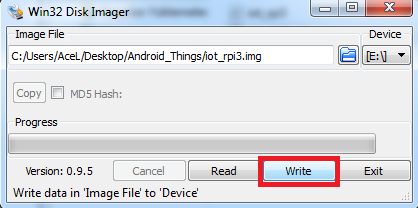 Win32 Disk Imager
Image File
Device
C:/Users/AceL/Desktop/Android_Things/iot_rpi3.img
[E:\]
Copy
MD5 Hash:
Progress
Version: 0.9.5
Cancel
Read
Write
Exit
Write data in 'Image File' to 'Device'